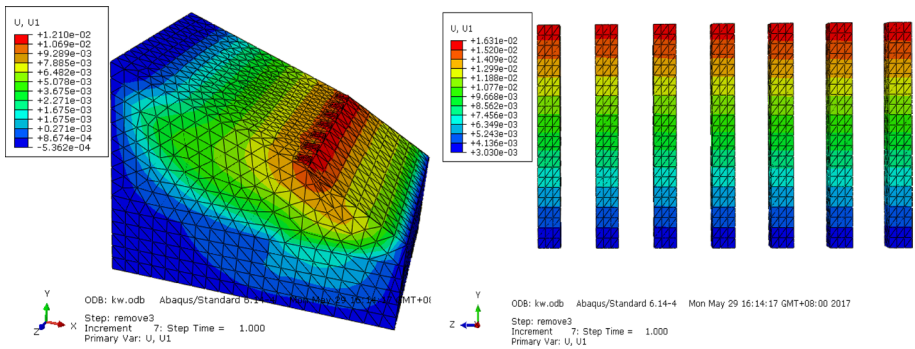 U, U1
+1.210e-02
+1.069e-02
+9.289e-03
+7.885e-03
+6.482e-03
+5.078e-03
+3.675e-03
+2.271e-03
+1.675e-03
+1.675e-03
+0.271e-03
+8.674e-04
-5.362e-04
Y
X
Z
ODB: kw.odb Abaqus/Standard 6.14-
Step: remove3
Increment 7: Step Time = 1.000
Primary Var: U, U1
U, U1
+1.631e-02
+1.520e-02
+1.409e-02
+1.299e-02
+1.188e-02
+1.077e-02
+9.668e-03
+8.562e-03
+7.456e-03
+6.349e-03
+5.243e-03
+4.136e-03
+3.030e-03
Y
Z
ODB: kw.odb Abaqus/Standard 6.14-4 Mon May 29 16:14:17 GMT+08:00 2017
Step: remove3
Increment 7: Step Time = 1.000
Primary Var: U, U1